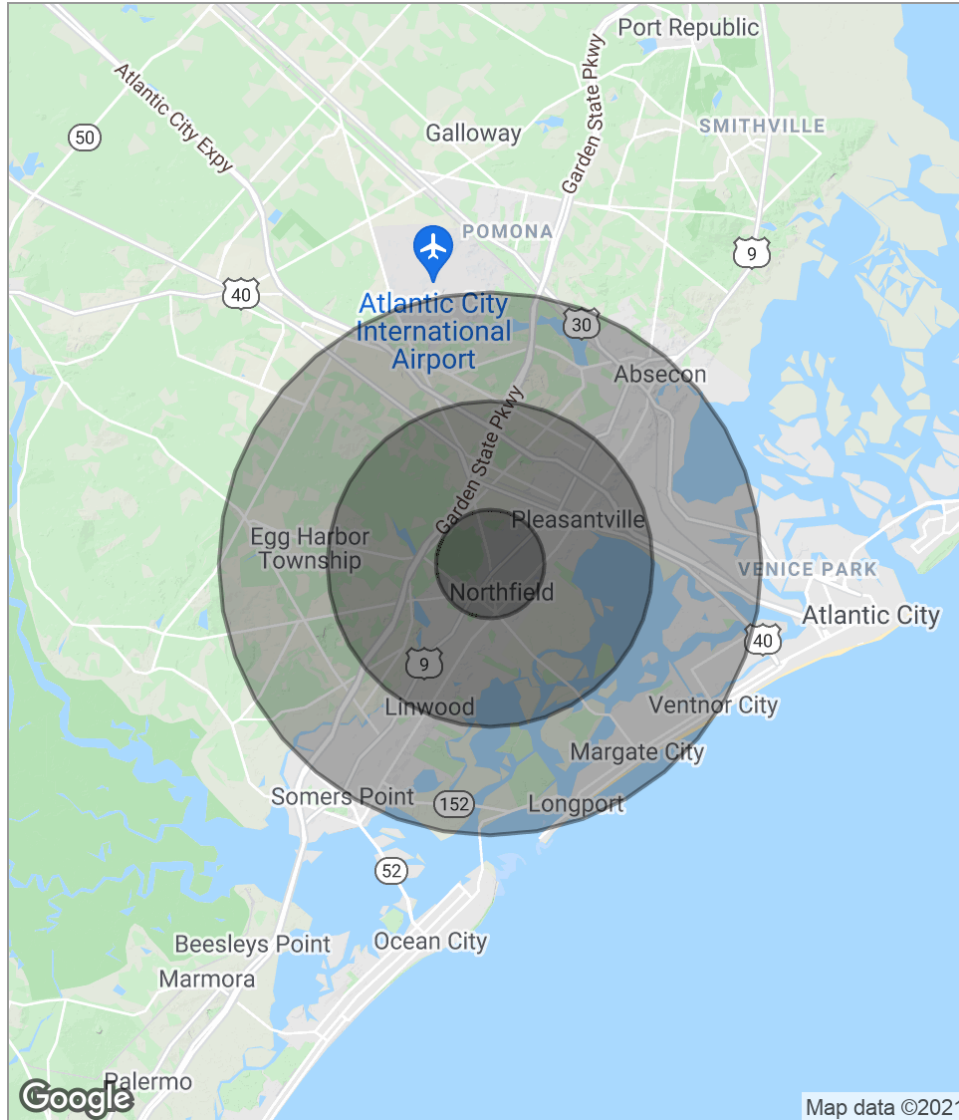 Port Republic
Atlantic City Expy
Garden State Pkwy
50
Galloway
SMITHVILLE
POMONA
9
40
Atlantic City
International
Airport
30
Absecon
Garden State Pkwy
Pleasantville
Egg Harbor
Township
Northfield
VENICE PARK
Atlantic City
40
9
Linwood
Ventnor City
Margate City
Somers Point
152
Longport
52
Beesleys Point
Ocean City
Marmora
Palermo
Google
Map data ©2021